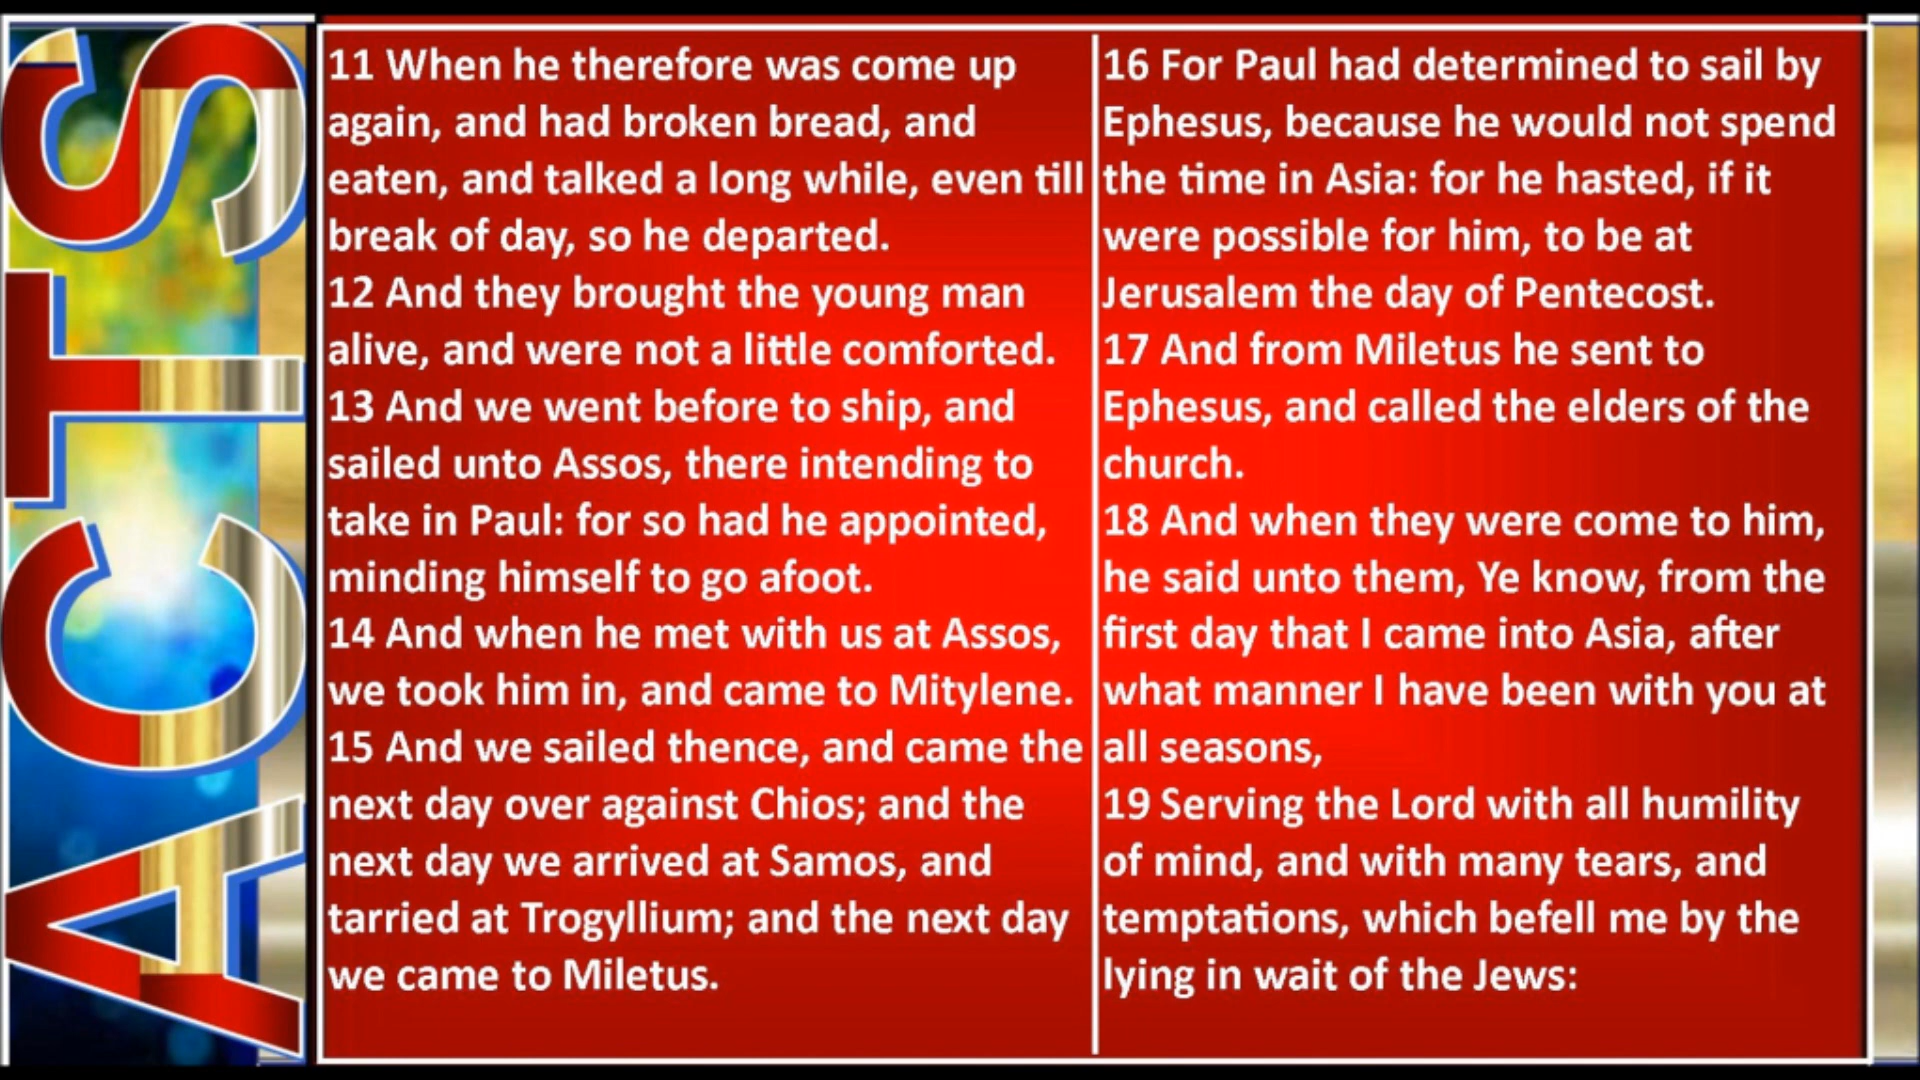 ACTS
11 When he therefore was come up
again, and had broken bread, and
eaten, and talked a long while, even till
break of day, so he departed.
12 And they brought the young man
alive, and were not a little comforted.
13 And we went before to ship, and
sailed unto Assos, there intending to
take in Paul: for so had he appointed,
minding himself to go afoot.
14 And when he met with us at Assos,
we took him in, and came to Mitylene.
15 And we sailed thence, and came the
next day over against Chios; and the
next day we arrived at Samos, and
tarried at Trogyllium; and the next day
we came to Miletus.
16 For Paul had determined to sail by
Ephesus, because he would not spend
the time in Asia: for he hasted, if it
were possible for him, to be at
Jerusalem the day of Pentecost.
17 And from Miletus he sent to
Ephesus, and called the elders of the
church.
18 And when they were come to him,
he said unto them, Ye know, from the
first day that I came into Asia, after
what manner I have been with you at
all seasons,
19 Serving the Lord with all humility
of mind, and with many tears, and
temptations, which befell me by the
lying in wait of the Jews: